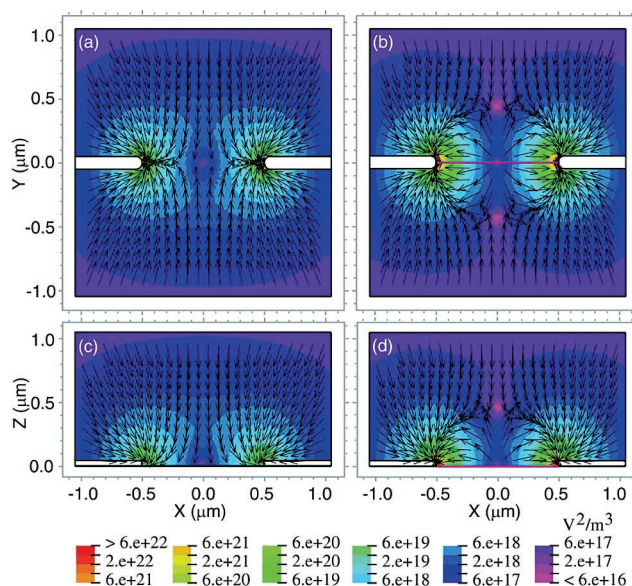 (a) (b)
1.0
0.5
Y (μm) 0.0
-0.5
-1.0
(c) (d)
1.0
Z (μm) 0.5
0.0
-1.0 -0.5 0.0 0.5 1.0 -1.0 -0.5 0.0 0.5 1.0
X (μm) X (μm)
V²/m³
> 6.e+22 6.e+21 6.e+20 6.e+19 6.e+18 6.e+17
2.e+22 2.e+21 2.e+20 2.e+19 2.e+18 2.e+17
6.e+21 6.e+20 6.e+19 6.e+18 6.e+17 < 6.e+16